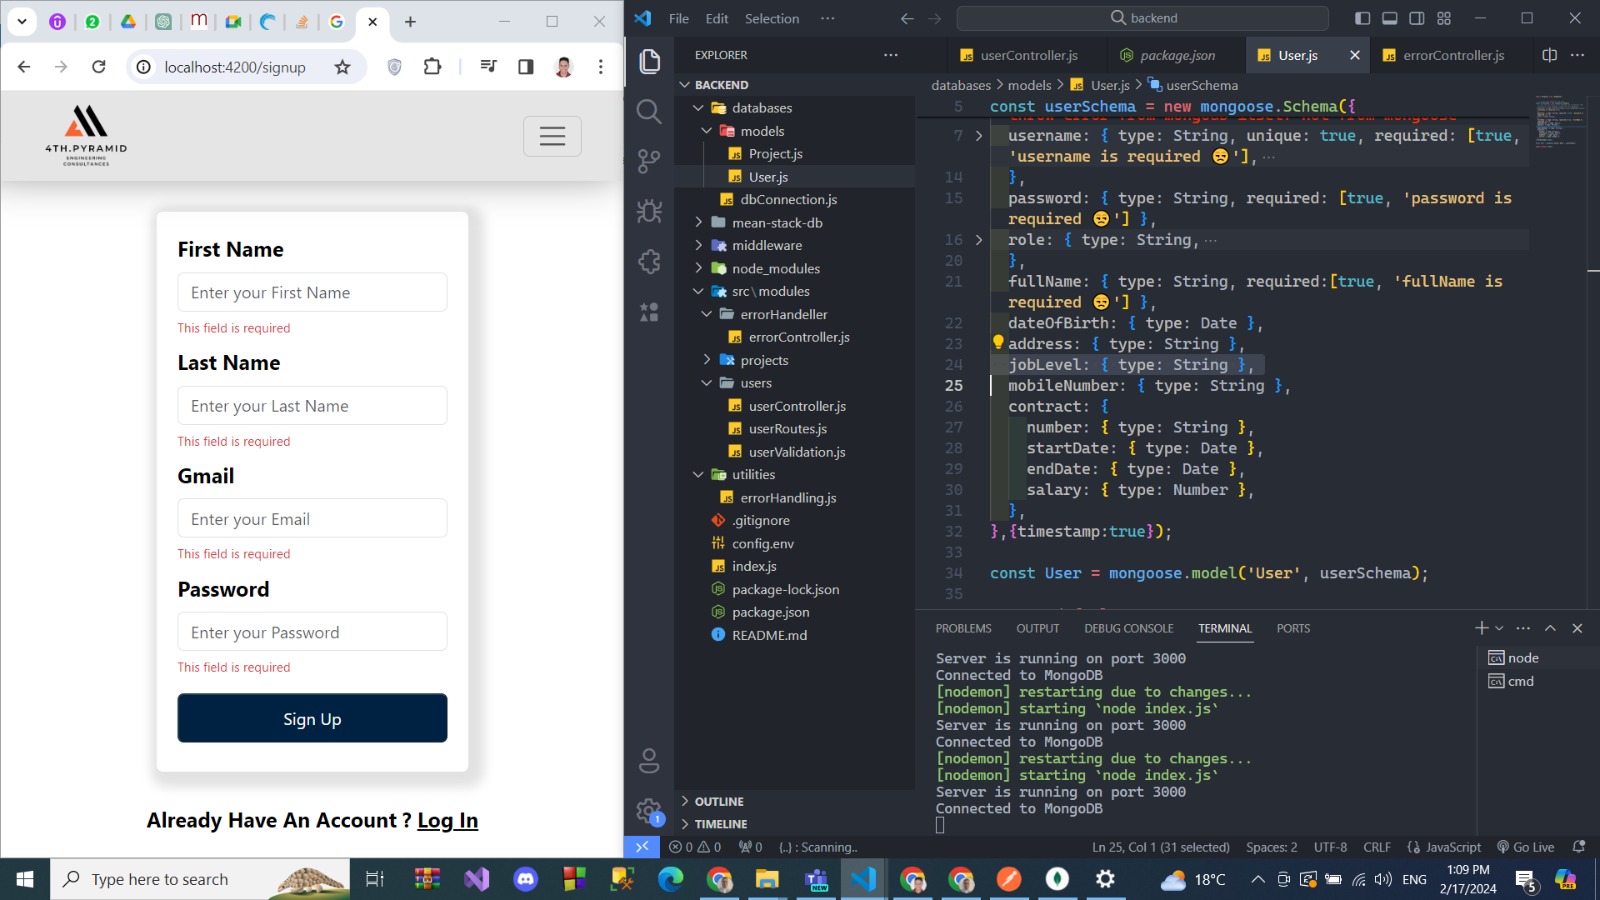 localhost:4200/signup
4TH.PYRAMID
ENGINEERING
CONSULTANCES
First Name
Enter your First Name
This field is required
Last Name
Enter your Last Name
This field is required
Gmail
Enter your Email
This field is required
Password
Enter your Password
This field is required
Sign Up
Already Have An Account ? Log In
File Edit Selection ...
backend
EXPLORER
BACKEND
databases
models
Project.js
User.js
dbConnection.js
mean-stack-db
middleware
node_modules
src\modules
errorHandeller
errorController.js
projects
users
userController.js
userRoutes.js
userValidation.js
utilities
errorHandling.js
.gitignore
config.env
index.js
package-lock.json
package.json
README.md
OUTLINE
TIMELINE
userController.js package.json User.js errorController.js
databases > models > User.js > userSchema
5 const userSchema = new mongoose.Schema({
7 username: { type: String, unique: true, required: [true,
'username is required 😒'],...
14 },
15 password: { type: String, required: [true, 'password is
required 😒'] },
16 role: { type: String,...
20 },
21 fullName: { type: String, required:[true, 'fullName is
required 😒'] },
22 dateOfBirth: { type: Date },
23 address: { type: String },
24 jobLevel: { type: String },
25 mobileNumber: { type: String },
26 contract: {
27 number: { type: String },
28 startDate: { type: Date },
29 endDate: { type: Date },
30 salary: { type: Number },
31 },
32 },{timestamp:true});
33
34 const User = mongoose.model('User', userSchema);
35
PROBLEMS OUTPUT DEBUG CONSOLE TERMINAL PORTS
Server is running on port 3000
Connected to MongoDB
[nodemon] restarting due to changes...
[nodemon] starting `node index.js`
Server is running on port 3000
Connected to MongoDB
[nodemon] restarting due to changes...
[nodemon] starting `node index.js`
Server is running on port 3000
Connected to MongoDB
node
cmd
0 0 0 {..} : Scanning.. Ln 25, Col 1 (31 selected) Spaces: 2 UTF-8 CRLF JavaScript Go Live
Type here to search
18°C
ENG
1:09 PM
2/17/2024
5